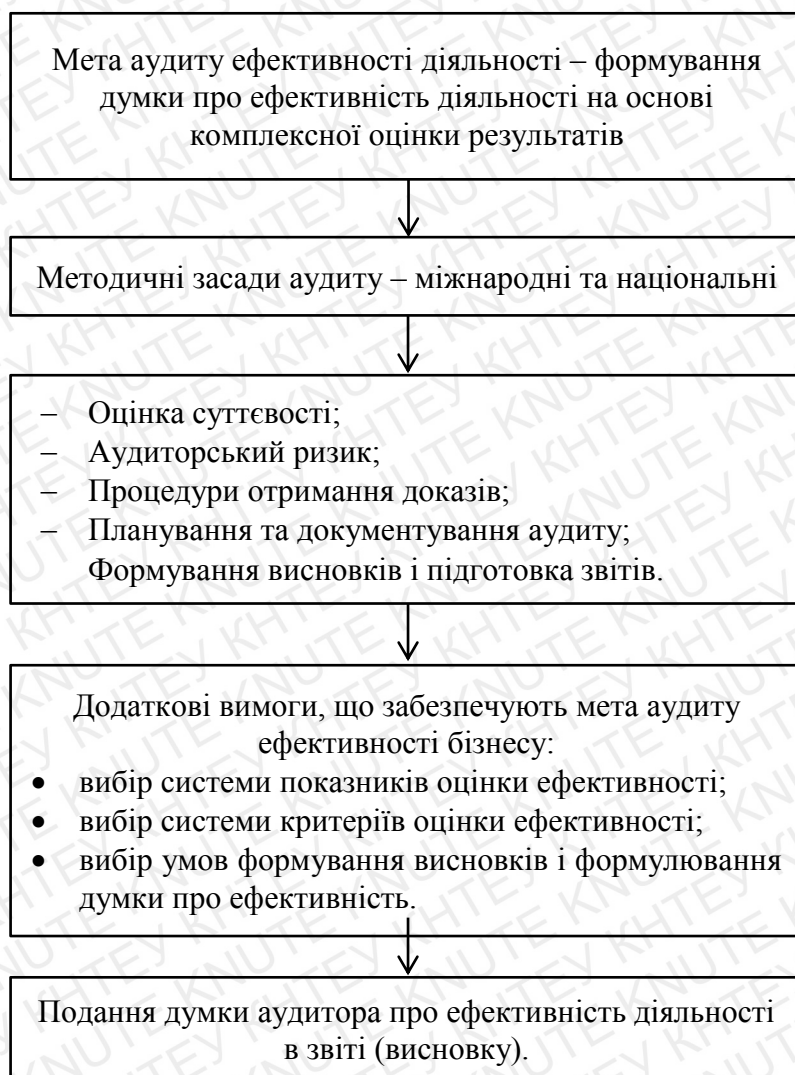 Мета аудиту ефективності діяльності – формування
думки про ефективність діяльності на основі
комплексної оцінки результатів
Методичні засади аудиту – міжнародні та національні
– Оцінка суттєвості;
– Аудиторський ризик;
– Процедури отримання доказів;
– Планування та документування аудиту;
Формування висновків і підготовка звітів.
Додаткові вимоги, що забезпечують мета аудиту
ефективності бізнесу:
• вибір системи показників оцінки ефективності;
• вибір системи критеріїв оцінки ефективності;
• вибір умов формування висновків і формулювання
думки про ефективність.
Подання думки аудитора про ефективність діяльності
в звіті (висновку).